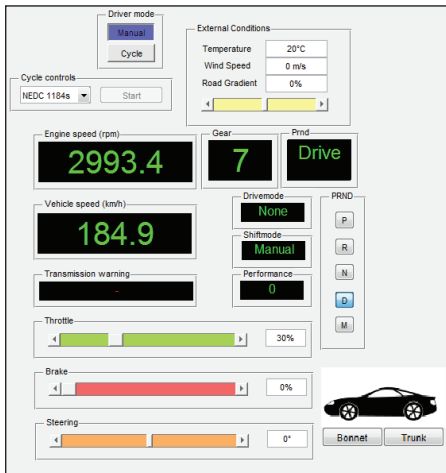 Driver mode
Manual
Cycle
External Conditions
Temperature 20°C
Wind Speed 0 m/s
Road Gradient 0%
Cycle controls
NEDC 1184s Start
Engine speed (rpm)
2993.4
Gear
7
Prnd
Drive
Vehicle speed (km/h)
184.9
Drivemode
None
Shiftmode
Manual
Performance
0
PRND
P
R
N
D
M
Transmission warning
-
Throttle
30%
Brake
0%
Steering
0°
Bonnet Trunk